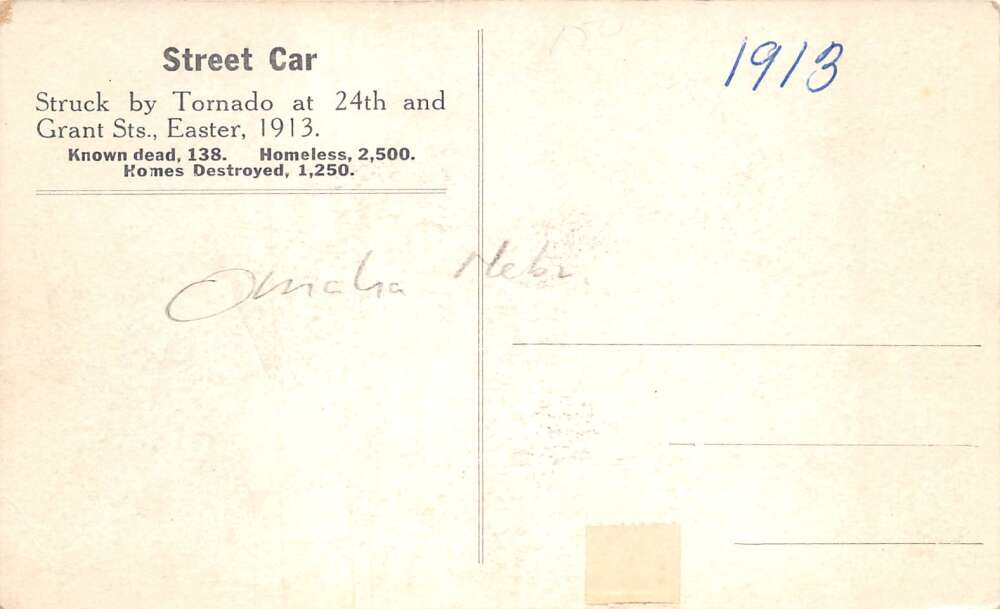 Street Car
Struck by Tornado at 24th and
Grant Sts., Easter, 1913.
Known dead, 138. Homeless, 2,500.
Homes Destroyed, 1,250.
1913
Omaha Nebr.